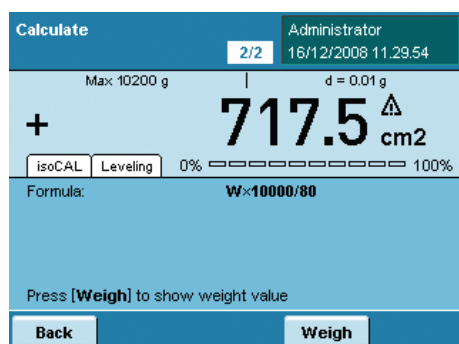 Calculate
2/2
Administrator
16/12/2008 11.29.54
Max 10200 g
d = 0.01 g
+ 717.5 cm2
isoCAL Leveling 0% 100%
Formula: W×10000/80
Press [Weigh] to show weight value
Back Weigh